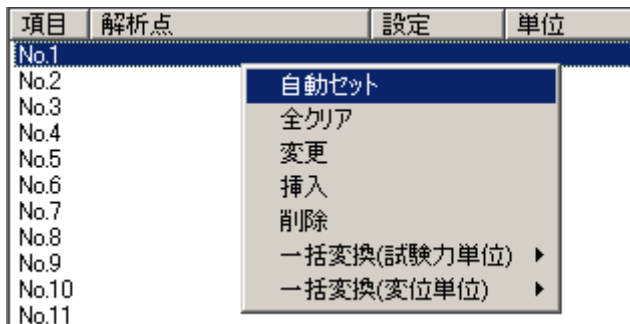 項目 解析点 設定 単位
No.1
No.2 自動セット
No.3 全クリア
No.4 変更
No.5
No.6 挿入
No.7 削除
No.8 一括変換(試験力単位)
No.9 一括変換(変位単位)
No.10
No.11